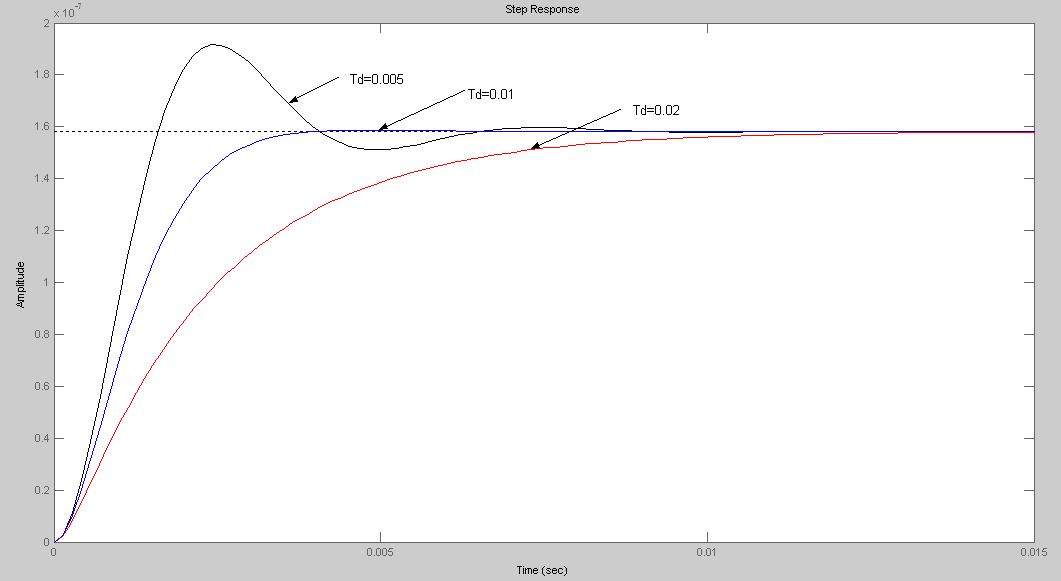 Step Response
x 10^-7
2
1.8
1.6
1.4
1.2
1
0.8
0.6
0.4
0.2
0
Amplitude
Td=0.005
Td=0.01
Td=0.02
0 0.005 0.01 0.015
Time (sec)